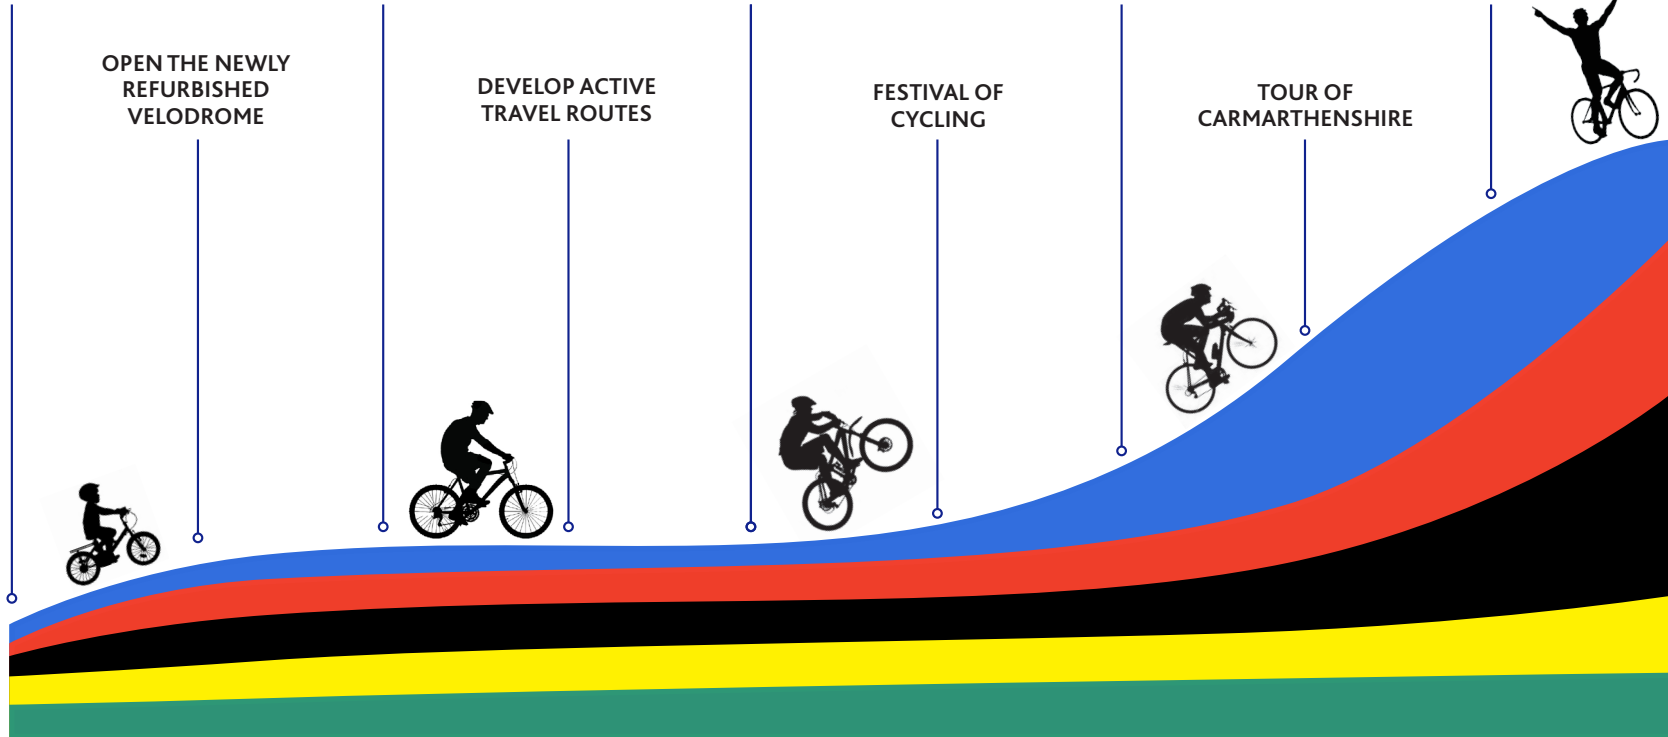 OPEN THE NEWLY
REFURBISHED
VELODROME
DEVELOP ACTIVE
TRAVEL ROUTES
FESTIVAL OF
CYCLING
TOUR OF
CARMARTHENSHIRE